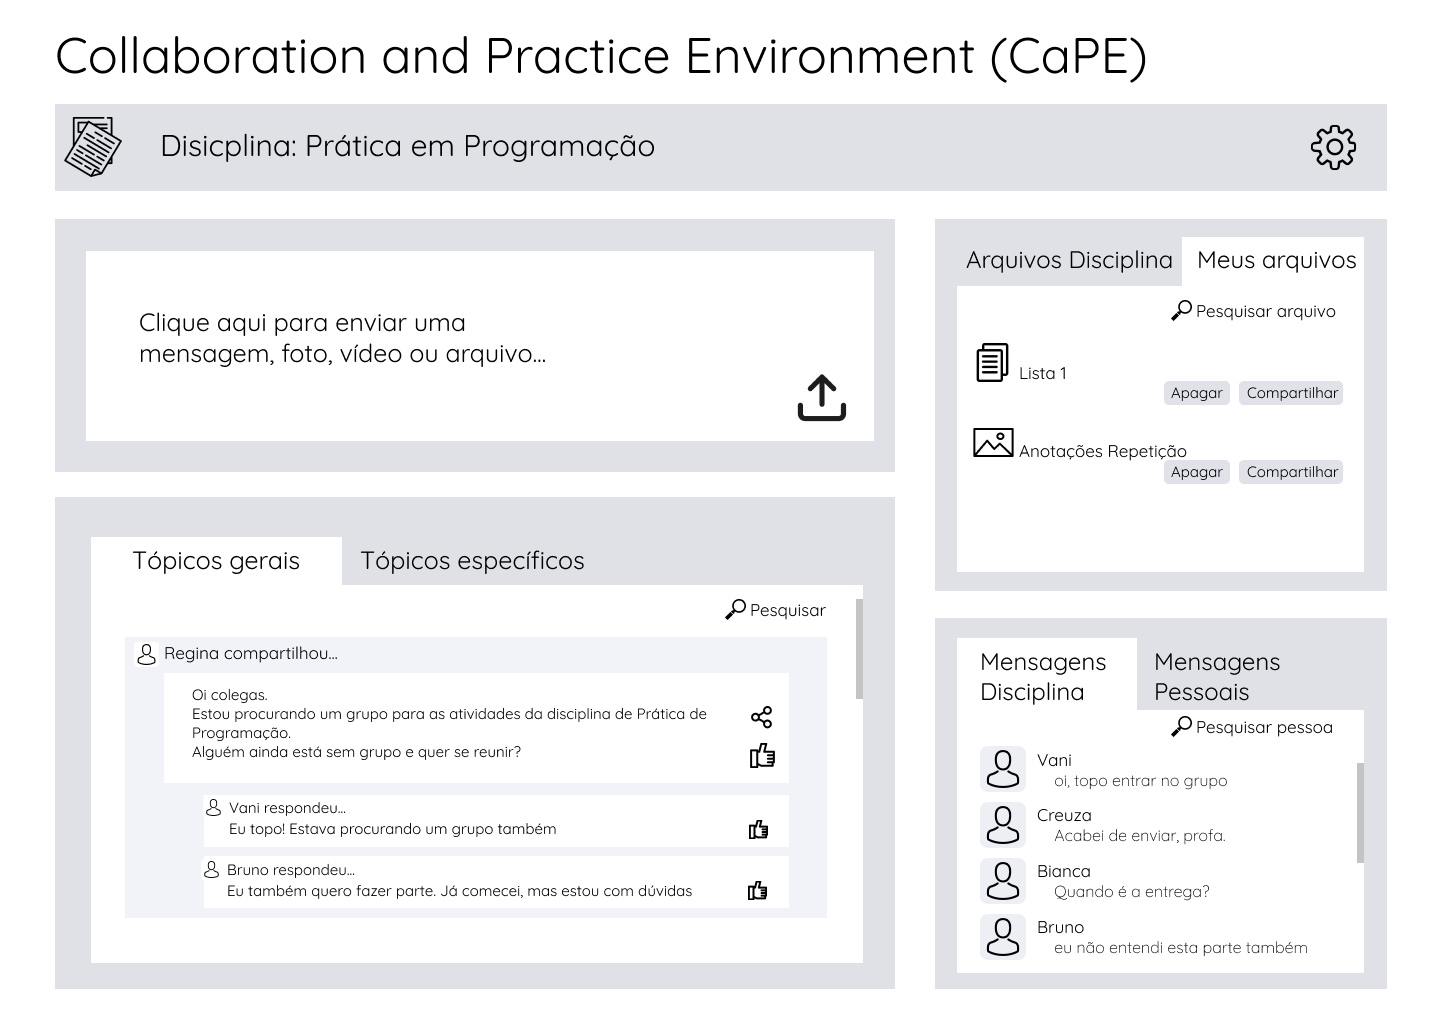 Collaboration and Practice Environment (CaPE)
Disicplina: Prática em Programação
Clique aqui para enviar uma
mensagem, foto, vídeo ou arquivo...
Tópicos gerais
Tópicos específicos
Pesquisar
Regina compartilhou...
Oi colegas.
Estou procurando um grupo para as atividades da disciplina de Prática de
Programação.
Alguém ainda está sem grupo e quer se reunir?
Vani respondeu...
Eu topo! Estava procurando um grupo também
Bruno respondeu...
Eu também quero fazer parte. Já comecei, mas estou com dúvidas
Arquivos Disciplina
Meus arquivos
Pesquisar arquivo
Lista 1
Apagar
Compartilhar
Anotações Repetição
Apagar
Compartilhar
Mensagens
Disciplina
Mensagens
Pessoais
Pesquisar pessoa
Vani
oi, topo entrar no grupo
Creuza
Acabei de enviar, profa.
Bianca
Quando é a entrega?
Bruno
eu não entendi esta parte também